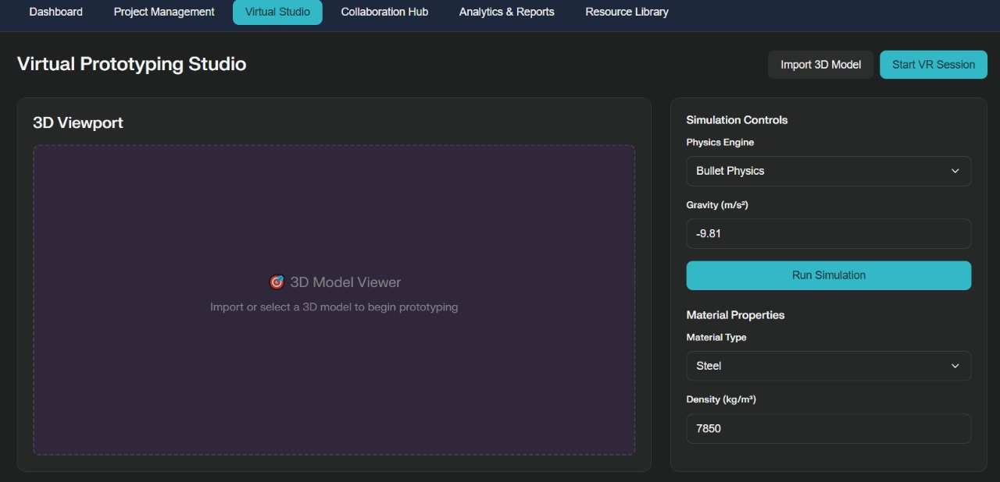 Dashboard Project Management Virtual Studio Collaboration Hub Analytics & Reports Resource Library
Virtual Prototyping Studio
Import 3D Model Start VR Session
3D Viewport
3D Model Viewer
Import or select a 3D model to begin prototyping
Simulation Controls
Physics Engine
Bullet Physics
Gravity (m/s²)
-9.81
Run Simulation
Material Properties
Material Type
Steel
Density (kg/m³)
7850